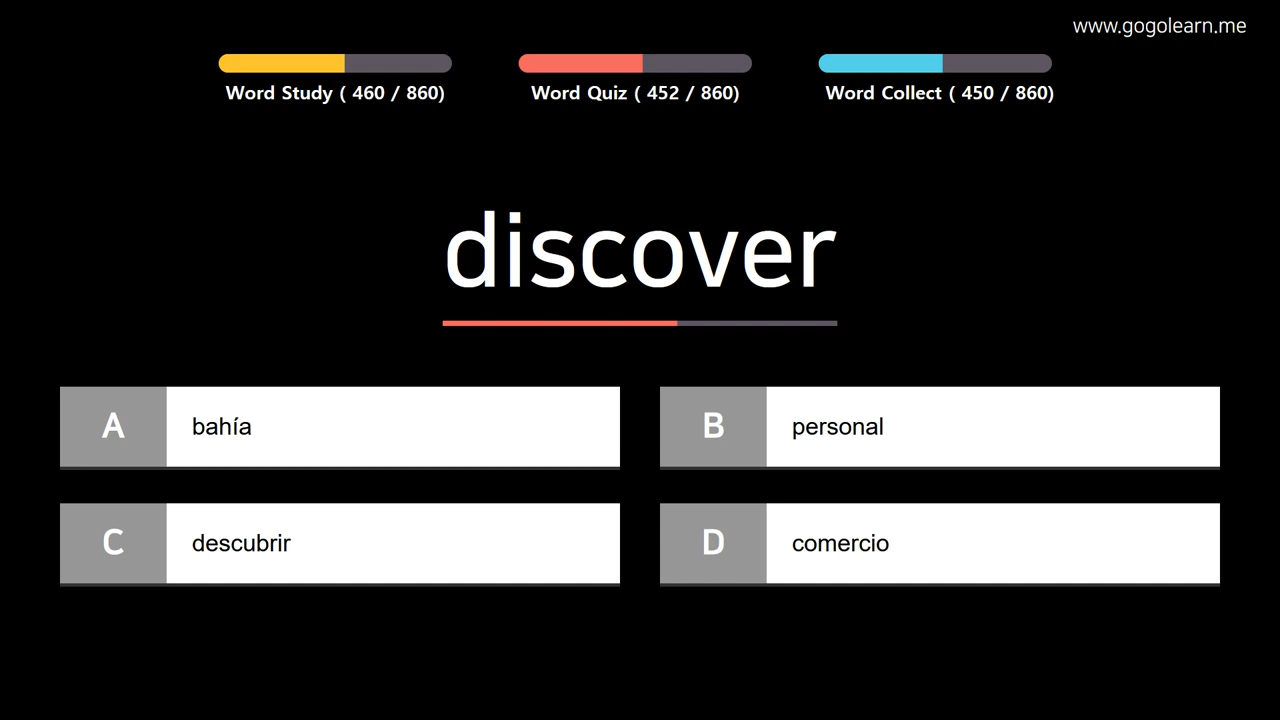 www.gogolearn.me
Word Study ( 460 / 860)
Word Quiz ( 452 / 860)
Word Collect ( 450 / 860)
discover
A bahía
B personal
C descubrir
D comercio